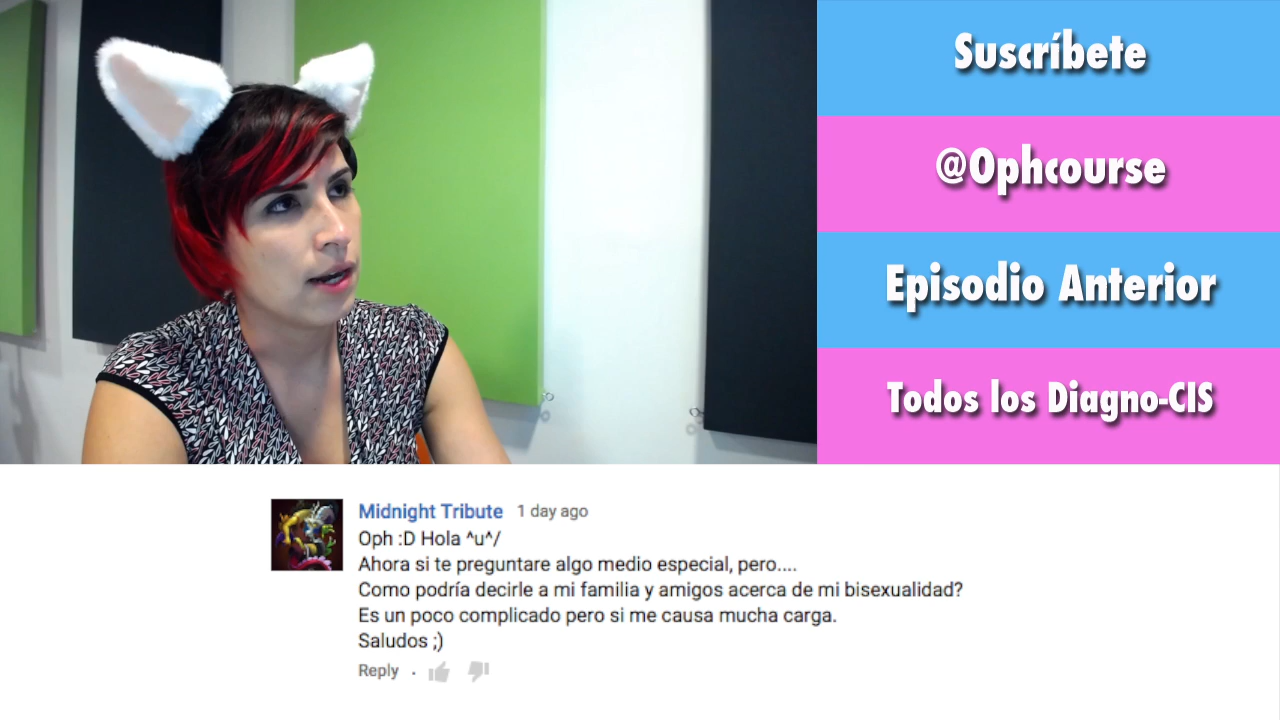 Suscríbete
@Ophcourse
Episodio Anterior
Todos los Diagno-CIS
Midnight Tribute 1 day ago
Oph :D Hola ^u^/
Ahora si te preguntare algo medio especial, pero....
Como podría decirle a mi familia y amigos acerca de mi bisexualidad?
Es un poco complicado pero si me causa mucha carga.
Saludos ;)
Reply .